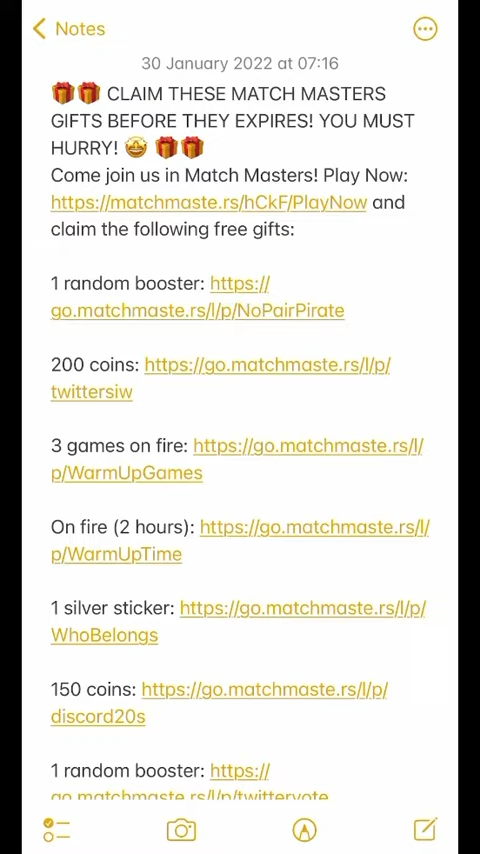 Notes
30 January 2022 at 07:16
🎁🎁 CLAIM THESE MATCH MASTERS
GIFTS BEFORE THEY EXPIRES! YOU MUST
HURRY! 🤩 🎁🎁
Come join us in Match Masters! Play Now:
https://matchmaste.rs/hCkF/PlayNow and
claim the following free gifts:
1 random booster: https://
go.matchmaste.rs/l/p/NoPairPirate
200 coins: https://go.matchmaste.rs/l/p/
twittersiw
3 games on fire: https://go.matchmaste.rs/l/
p/WarmUpGames
On fire (2 hours): https://go.matchmaste.rs/l/
p/WarmUpTime
1 silver sticker: https://go.matchmaste.rs/l/p/
WhoBelongs
150 coins: https://go.matchmaste.rs/l/p/
discord20s
1 random booster: https://
go.matchmaste.rs/l/p/twittervote